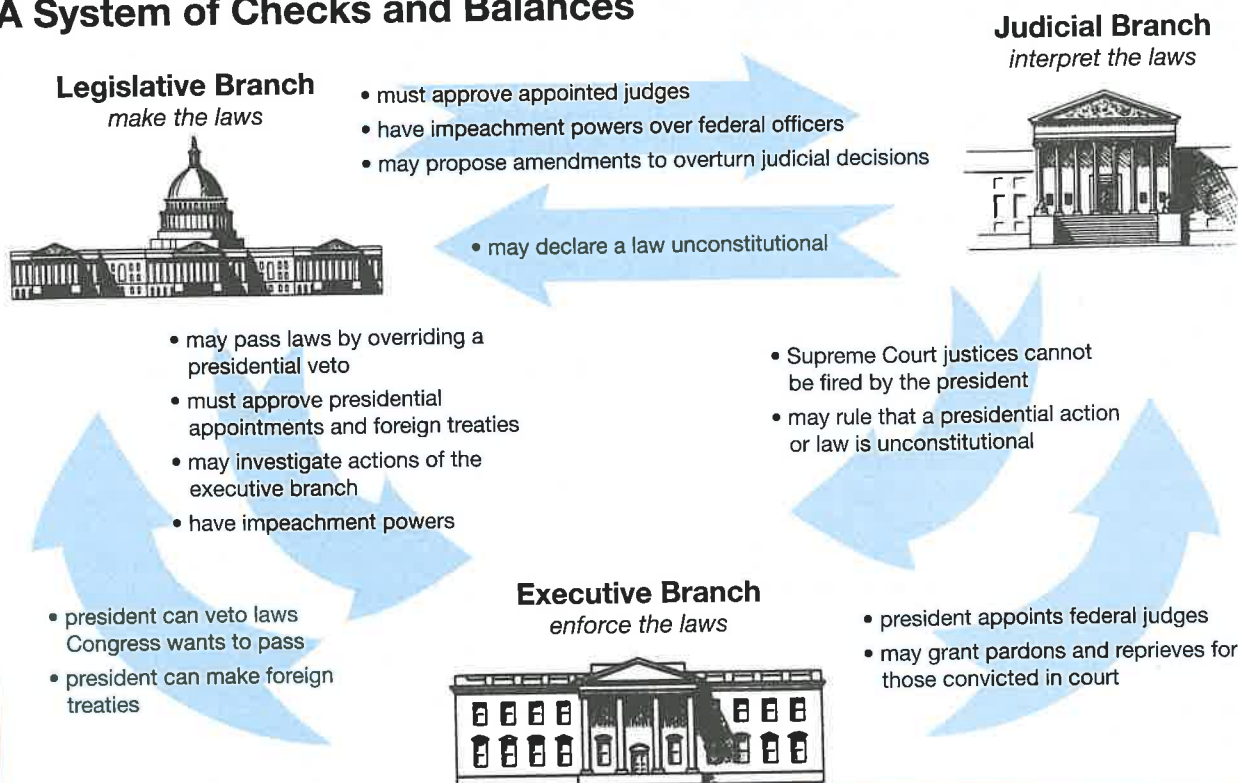 A System of Checks and Balances
Legislative Branch
make the laws
• must approve appointed judges
• have impeachment powers over federal officers
• may propose amendments to overturn judicial decisions
Judicial Branch
interpret the laws
• may declare a law unconstitutional
• may pass laws by overriding a
presidential veto
• must approve presidential
appointments and foreign treaties
• may investigate actions of the
executive branch
• have impeachment powers
• Supreme Court justices cannot
be fired by the president
• may rule that a presidential action
or law is unconstitutional
• president can veto laws
Congress wants to pass
• president can make foreign
treaties
Executive Branch
enforce the laws
• president appoints federal judges
• may grant pardons and reprieves for
those convicted in court